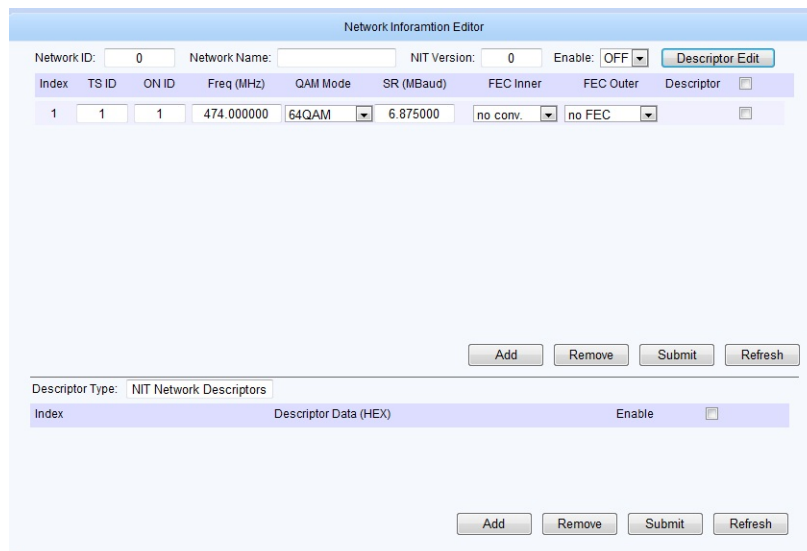 Network Inforamtion Editor
Network ID: 0 Network Name: NIT Version: 0 Enable: OFF Descriptor Edit
Index TS ID ON ID Freq (MHz) QAM Mode SR (MBaud) FEC Inner FEC Outer Descriptor
1 1 1 474.000000 64QAM 6.875000 no conv. no FEC
Add Remove Submit Refresh
Descriptor Type: NIT Network Descriptors
Index Descriptor Data (HEX) Enable
Add Remove Submit Refresh